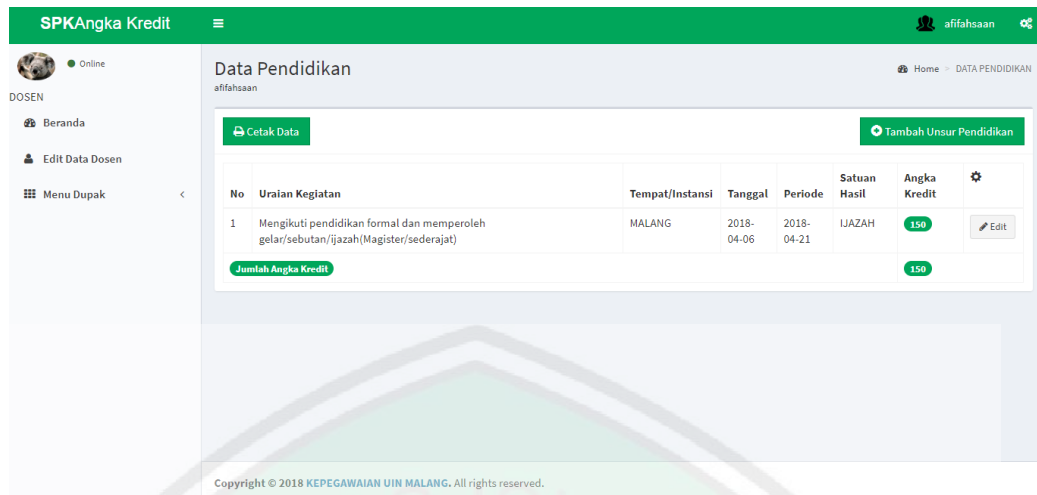 SPKAngka Kredit
afifahsaan
Online
DOSEN
Beranda
Edit Data Dosen
Menu Dupak
Data Pendidikan
afifahsaan
Home > DATA PENDIDIKAN
Cetak Data
Tambah Unsur Pendidikan
No Uraian Kegiatan Tempat/Instansi Tanggal Periode Satuan Hasil Angka Kredit
1 Mengikuti pendidikan formal dan memperoleh gelar/sebutan/ijazah(Magister/sederajat) MALANG 2018-04-06 2018-04-21 IJAZAH 150 Edit
Jumlah Angka Kredit 150
Copyright © 2018 KEPEGAWAIAN UIN MALANG. All rights reserved.